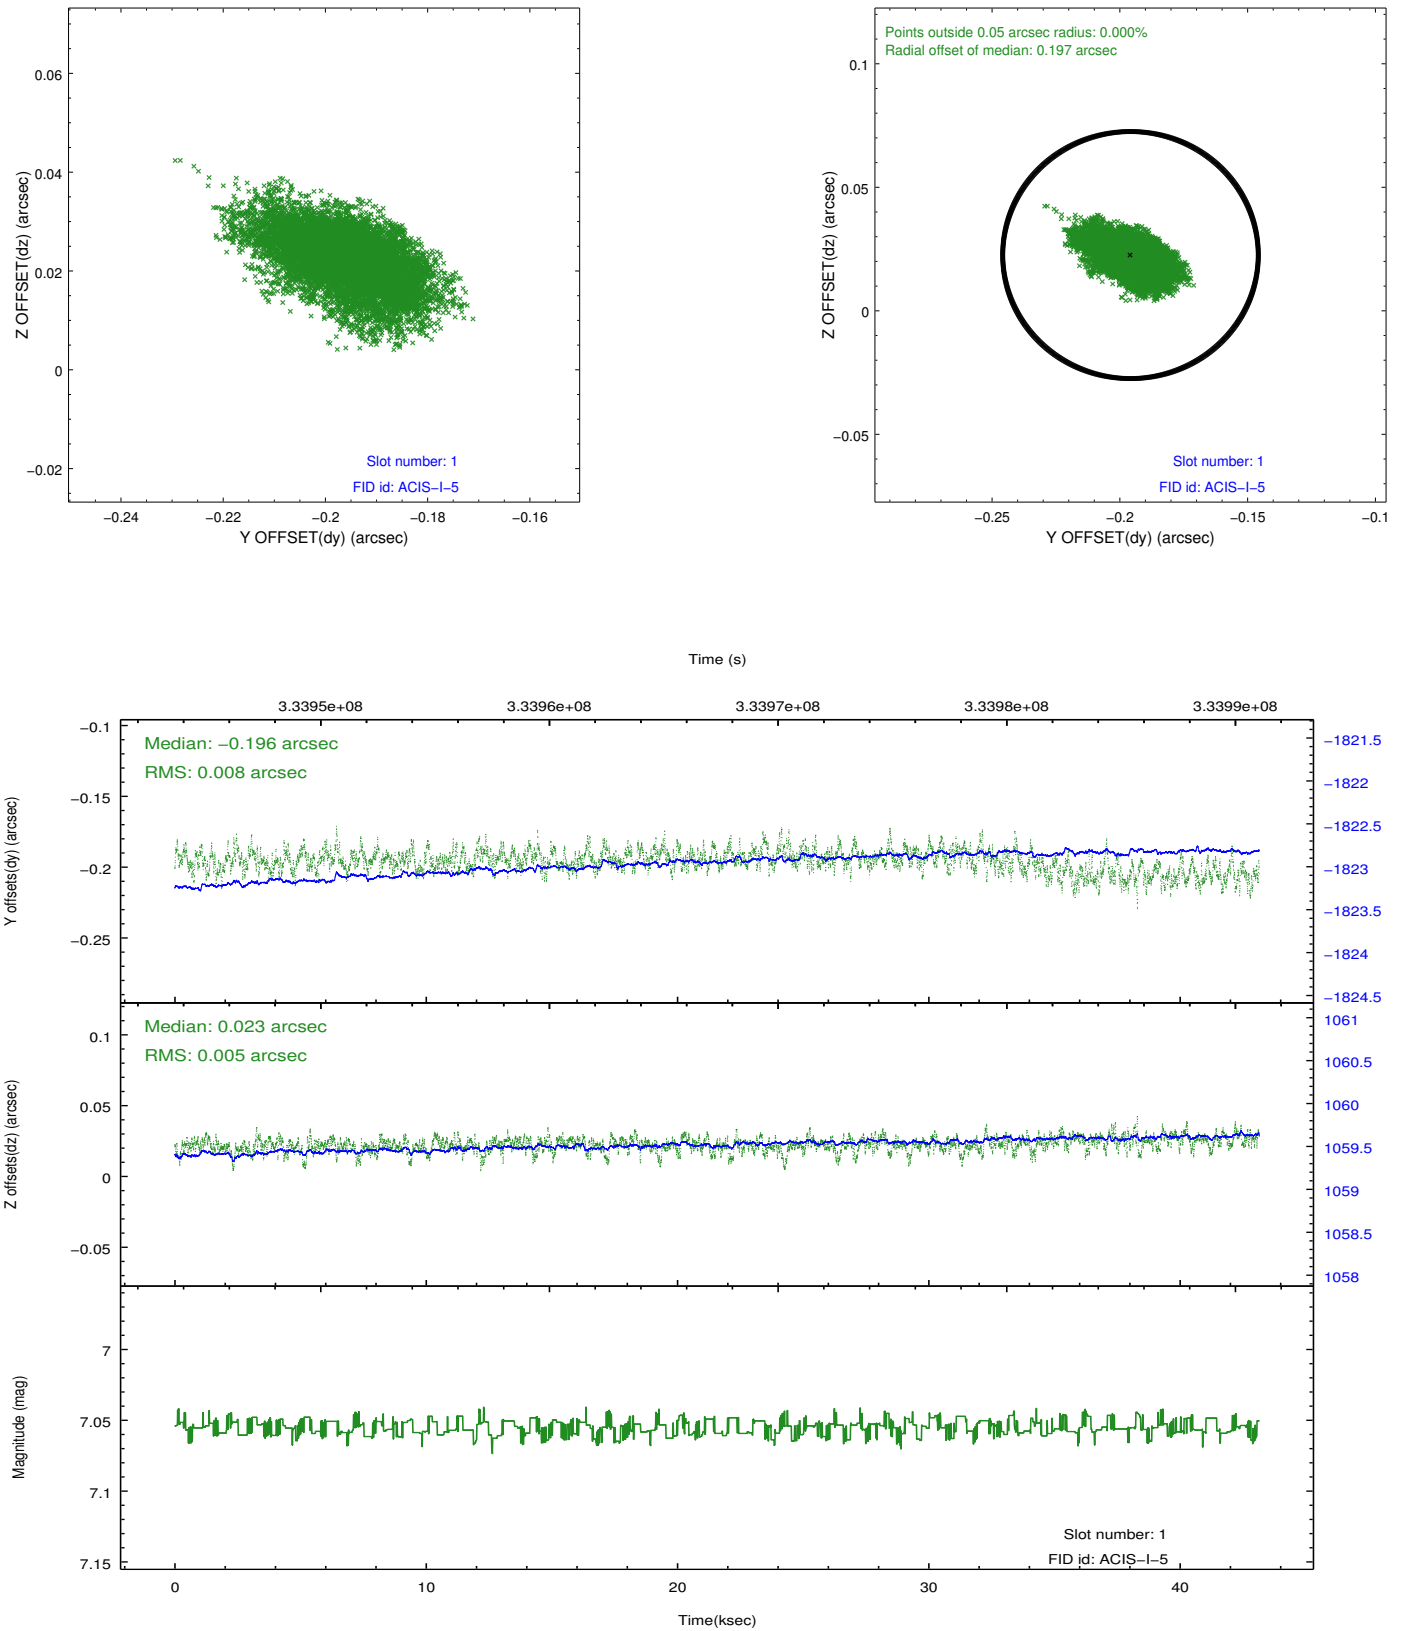 0.06
0.04
0.02
0
−0.02
Z OFFSET(dz) (arcsec)
Slot number: 1
FID id: ACIS−I−5
−0.24 −0.22 −0.2 −0.18 −0.16
Y OFFSET(dy) (arcsec)
Points outside 0.05 arcsec radius: 0.000%
Radial offset of median: 0.197 arcsec
0.1
0.05
0
−0.05
Z OFFSET(dz) (arcsec)
Slot number: 1
FID id: ACIS−I−5
−0.25 −0.2 −0.15 −0.1
Y OFFSET(dy) (arcsec)
Time (s)
3.3395e+08 3.3396e+08 3.3397e+08 3.3398e+08 3.3399e+08
Median: −0.196 arcsec
RMS: 0.008 arcsec
−0.1
−0.15
−0.2
−0.25
Y offsets(dy) (arcsec)
−1821.5
−1822
−1822.5
−1823
−1823.5
−1824
−1824.5
Median: 0.023 arcsec
RMS: 0.005 arcsec
0.1
0.05
0
−0.05
Z offsets(dz) (arcsec)
1061
1060.5
1060
1059.5
1059
1058.5
1058
7
7.05
7.1
7.15
Magnitude (mag)
Slot number: 1
FID id: ACIS−I−5
0 10 20 30 40
Time(ksec)